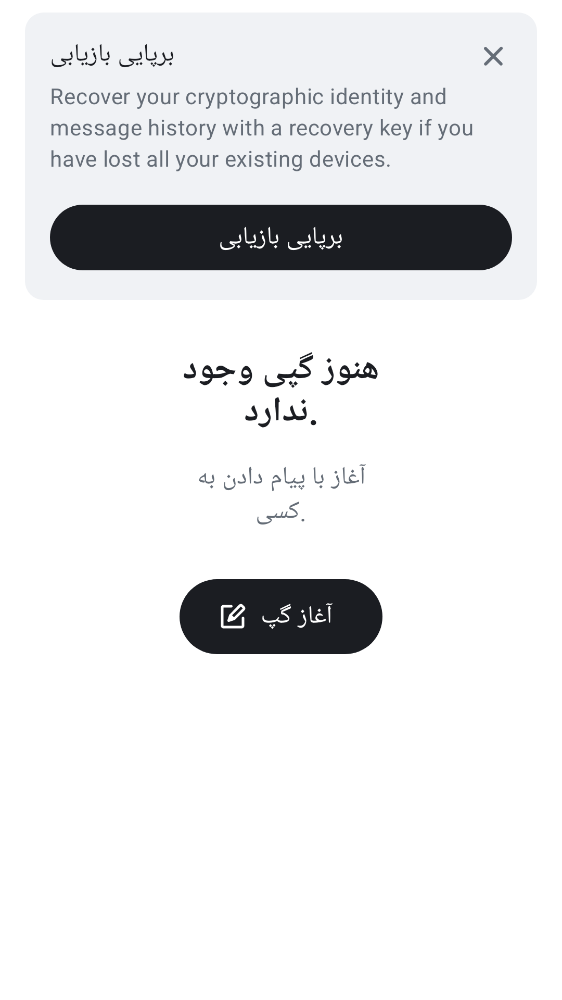 برپایی بازیابی
Recover your cryptographic identity and
message history with a recovery key if you
have lost all your existing devices.
برپایی بازیابی
هنوز گپی وجود
ندارد.
آغاز با پیام دادن به
کسی.
آغاز گپ